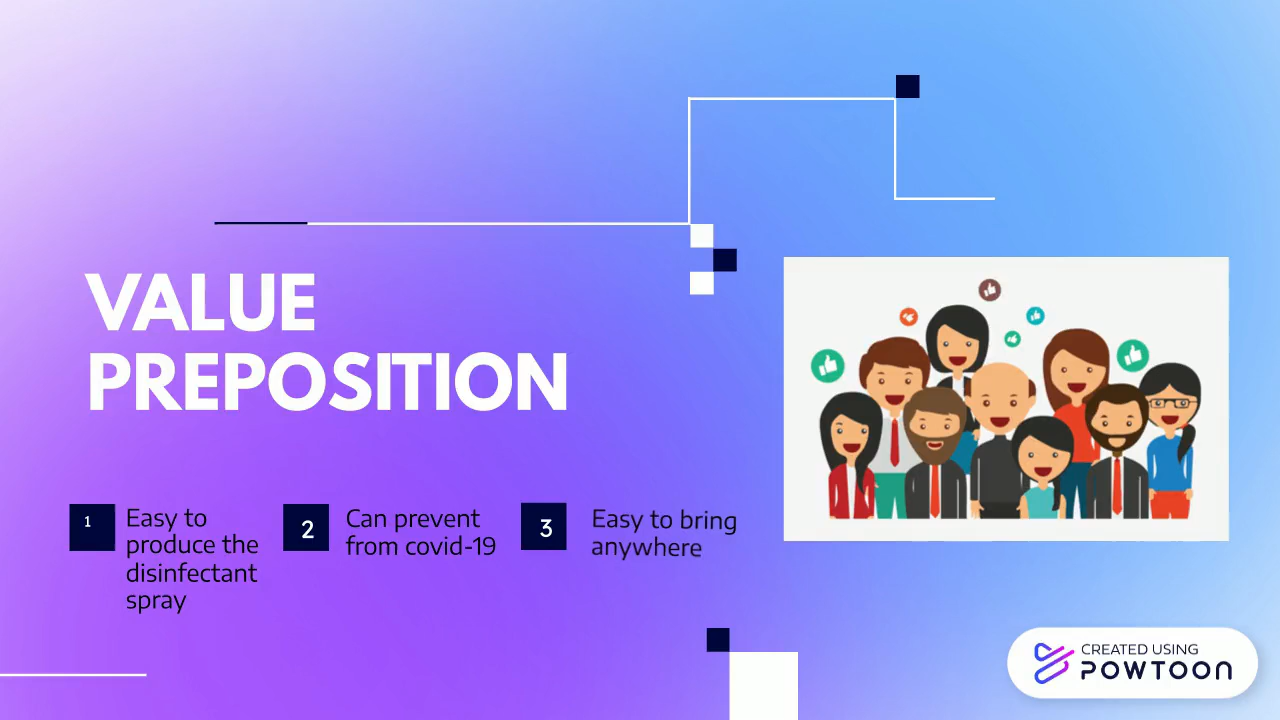 VALUE
PREPOSITION
1
Easy to
produce the
disinfectant
spray
2
Can prevent
from covid-19
3
Easy to bring
anywhere
CREATED USING
POWTOON